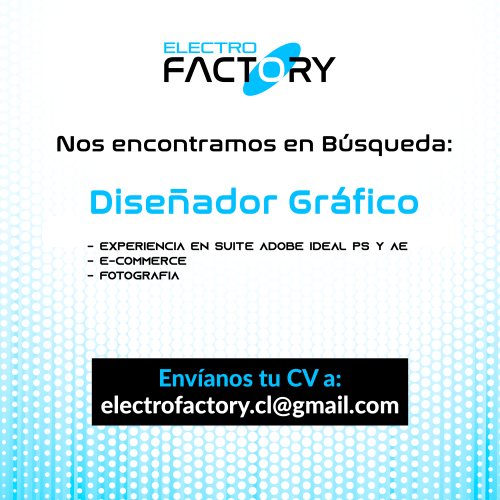 ELECTRO
FACTORY
Nos encontramos en Búsqueda:
Diseñador Gráfico
- EXPERIENCIA EN SUITE ADOBE IDEAL PS Y AE
- E-COMMERCE
- FOTOGRAFIA
Envíanos tu CV a:
electrofactory.cl@gmail.com